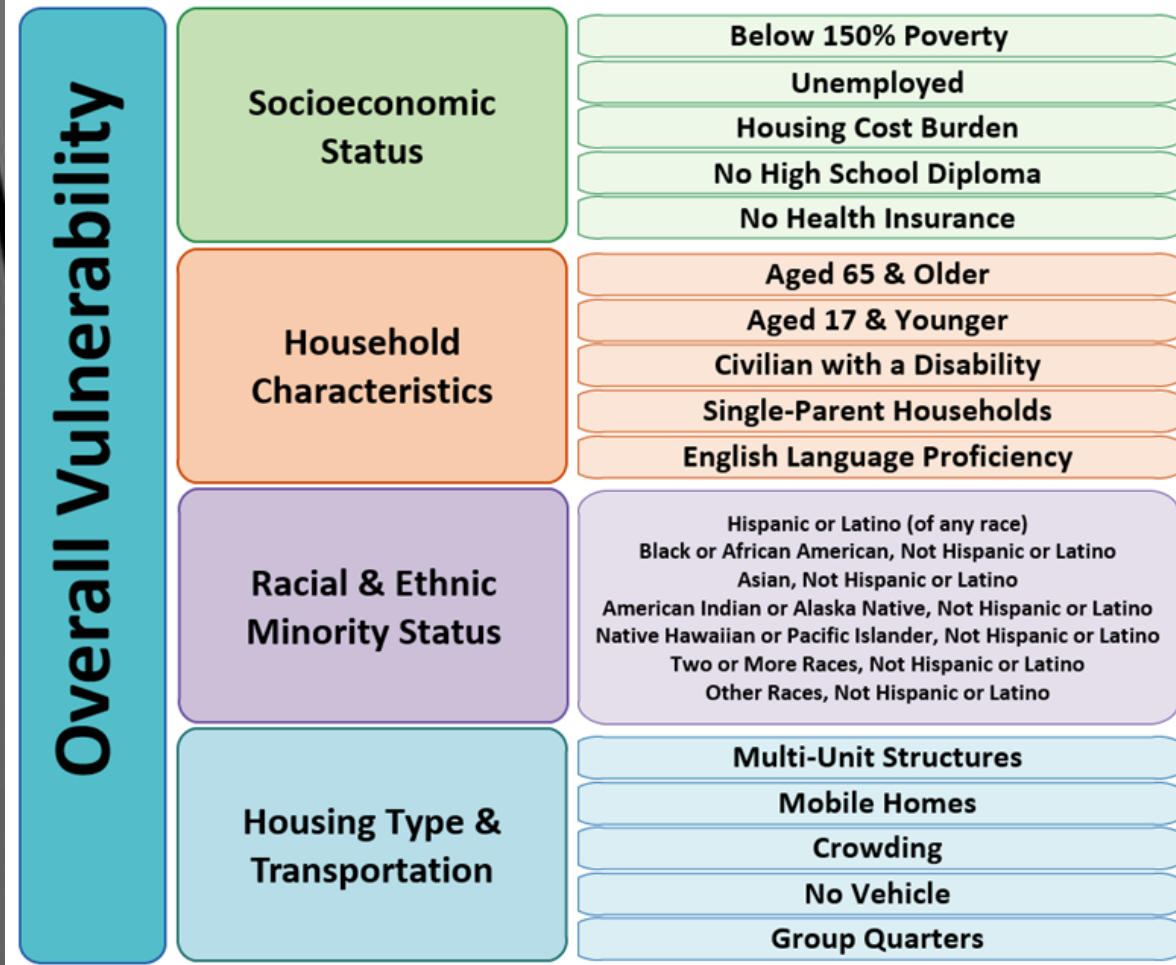 Overall Vulnerability
Socioeconomic
Status
Below 150% Poverty
Unemployed
Housing Cost Burden
No High School Diploma
No Health Insurance
Household
Characteristics
Aged 65 & Older
Aged 17 & Younger
Civilian with a Disability
Single-Parent Households
English Language Proficiency
Racial & Ethnic
Minority Status
Hispanic or Latino (of any race)
Black or African American, Not Hispanic or Latino
Asian, Not Hispanic or Latino
American Indian or Alaska Native, Not Hispanic or Latino
Native Hawaiian or Pacific Islander, Not Hispanic or Latino
Two or More Races, Not Hispanic or Latino
Other Races, Not Hispanic or Latino
Housing Type &
Transportation
Multi-Unit Structures
Mobile Homes
Crowding
No Vehicle
Group Quarters